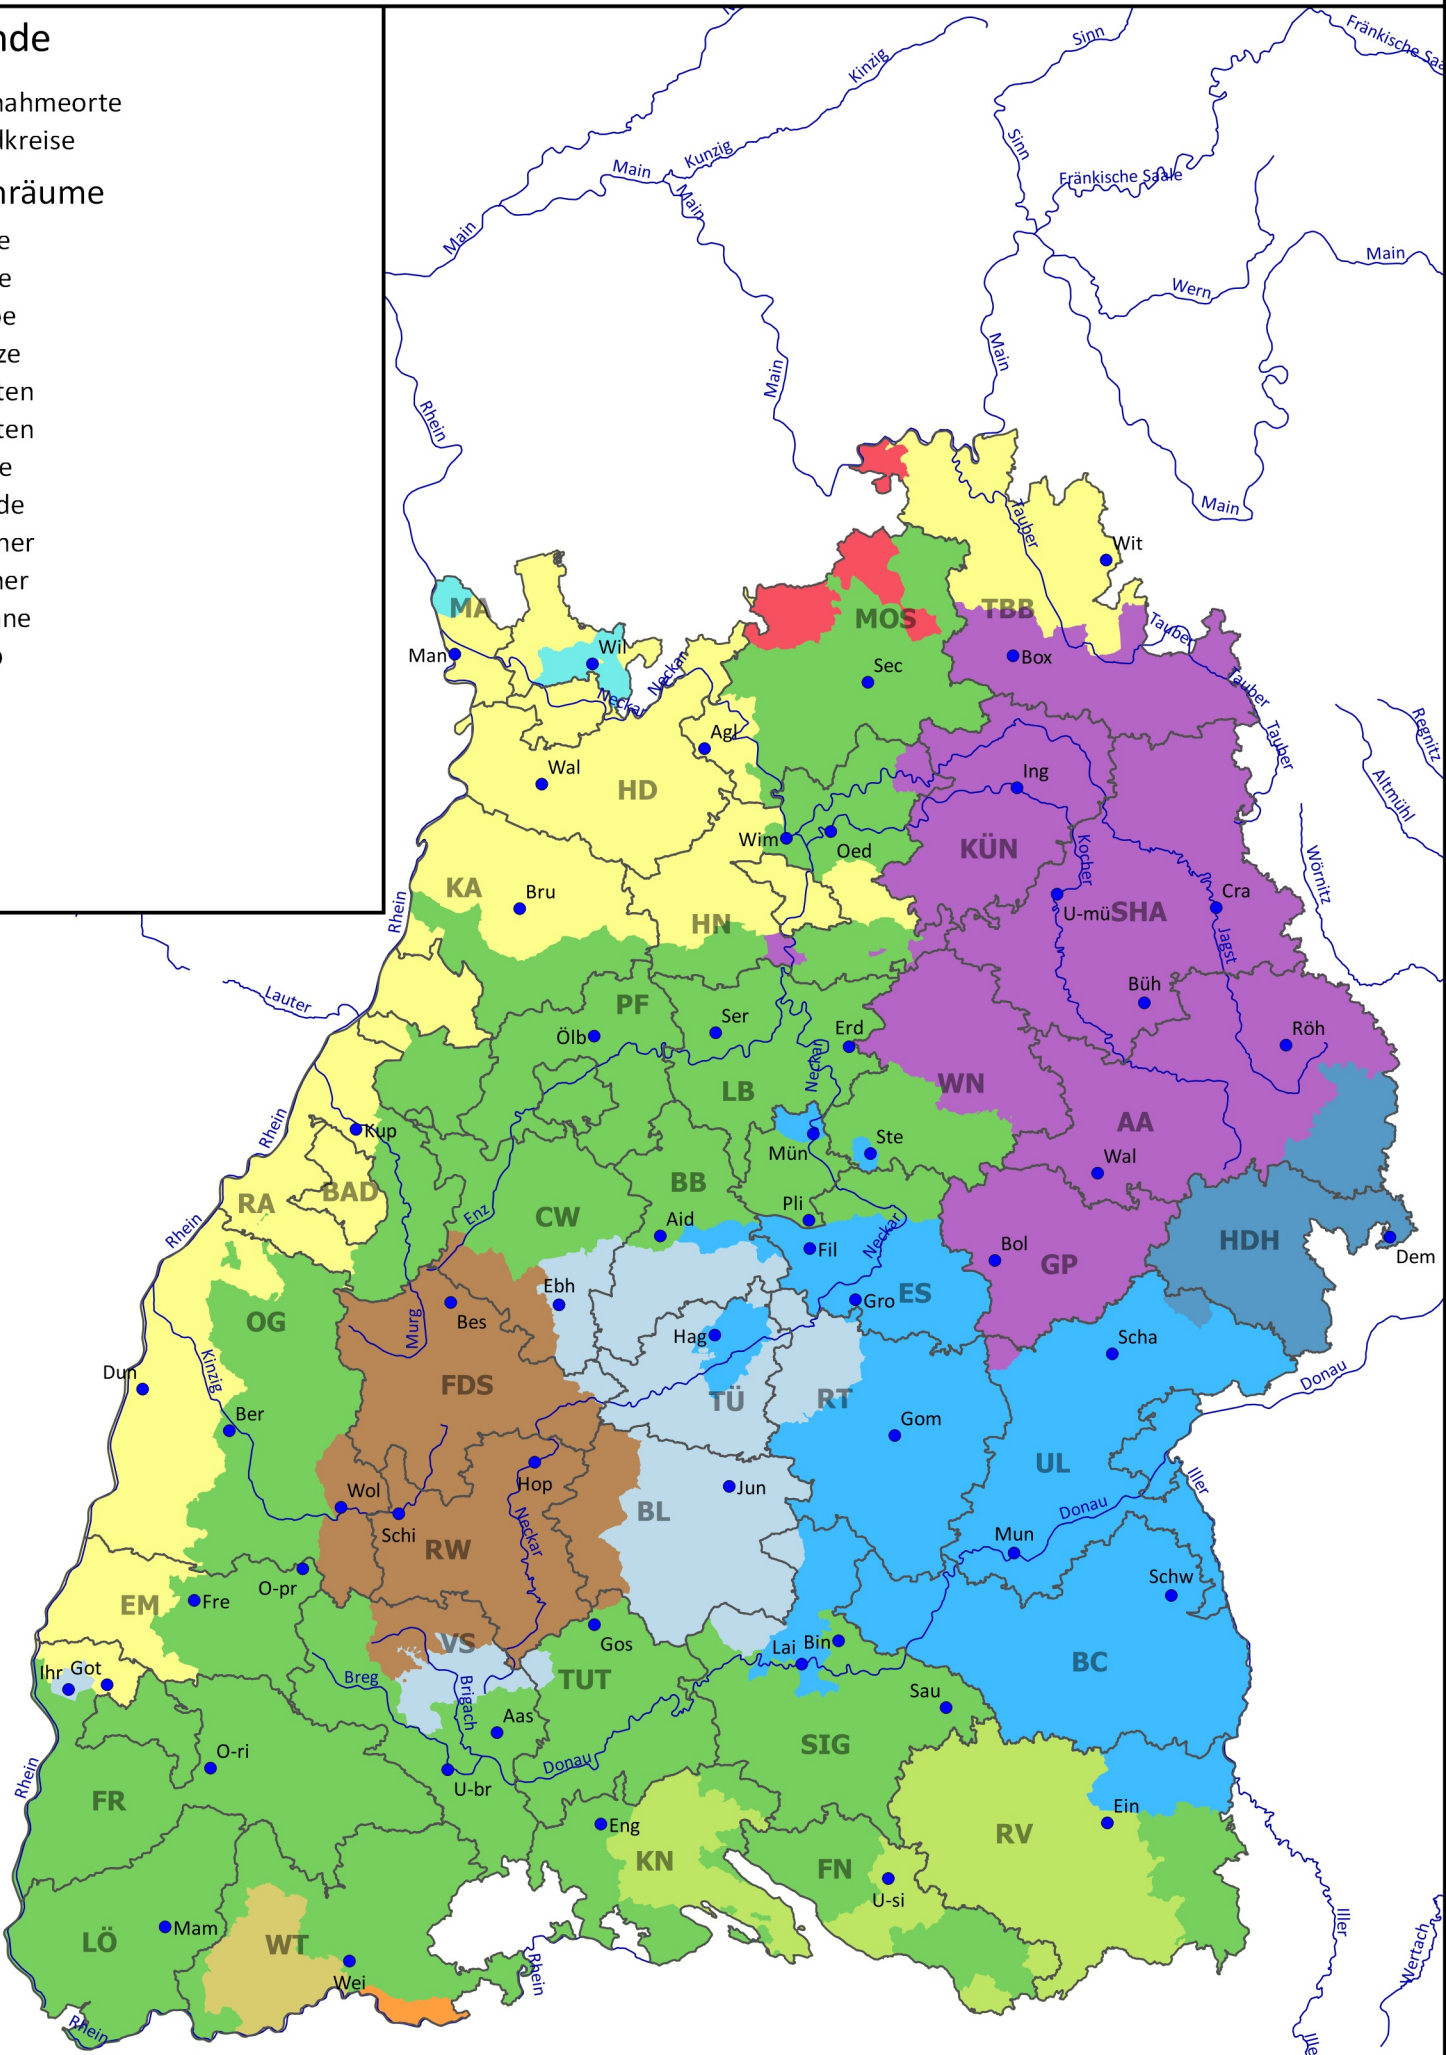 nde
nahmeorte
dkreise
nräume
e
e
pe
ze
ten
ten
e
de
ner
ner
ne
Kinzig
Sinn
Fränkische Saa
Kunzig
Main
Sinn
Fränkische Saale
Main
Main
Main
Wern
Main
Main
Rhein
Main
Tauber
Wit
MA
MOS
TBB
Tauber
Man
Wil
Neckar
Neckar
Sec
Box
Tauber
Tauber
Regnitz
Agl
Wal
HD
Ing
Altmühl
Wim
Oed
KÜN
Kocher
Wörnitz
KA
Bru
HN
U-mü
SHA
Cra
Rhein
Jagst
Lauter
PF
Büh
Ölb
Ser
Erd
Röh
Neckar
LB
WN
AA
Rhein
Kup
Mün
Ste
Wal
RA
BAD
BB
Rhein
Enz
CW
Aid
Pli
Fil
Neckar
Bol
GP
HDH
Dem
OG
Ebh
Gro
ES
Murg
Bes
Hag
Scha
Kinzig
Dun
FDS
TÜ
RT
Donau
Ber
Gom
UL
Iller
Wol
Hop
BL
Jun
Donau
Schi
RW
Neckar
Mun
O-pr
Schw
EM
Fre
VS
Gos
Lai
Bin
BC
Ihr
Got
Breg
Brigach
TUT
Sau
Aas
SIG
O-ri
Donau
U-br
Rhein
FR
Eng
KN
FN
RV
Ein
U-si
LÖ
Mam
WT
Wei
Rhein
Iller
Wertach
Rhein
Ille